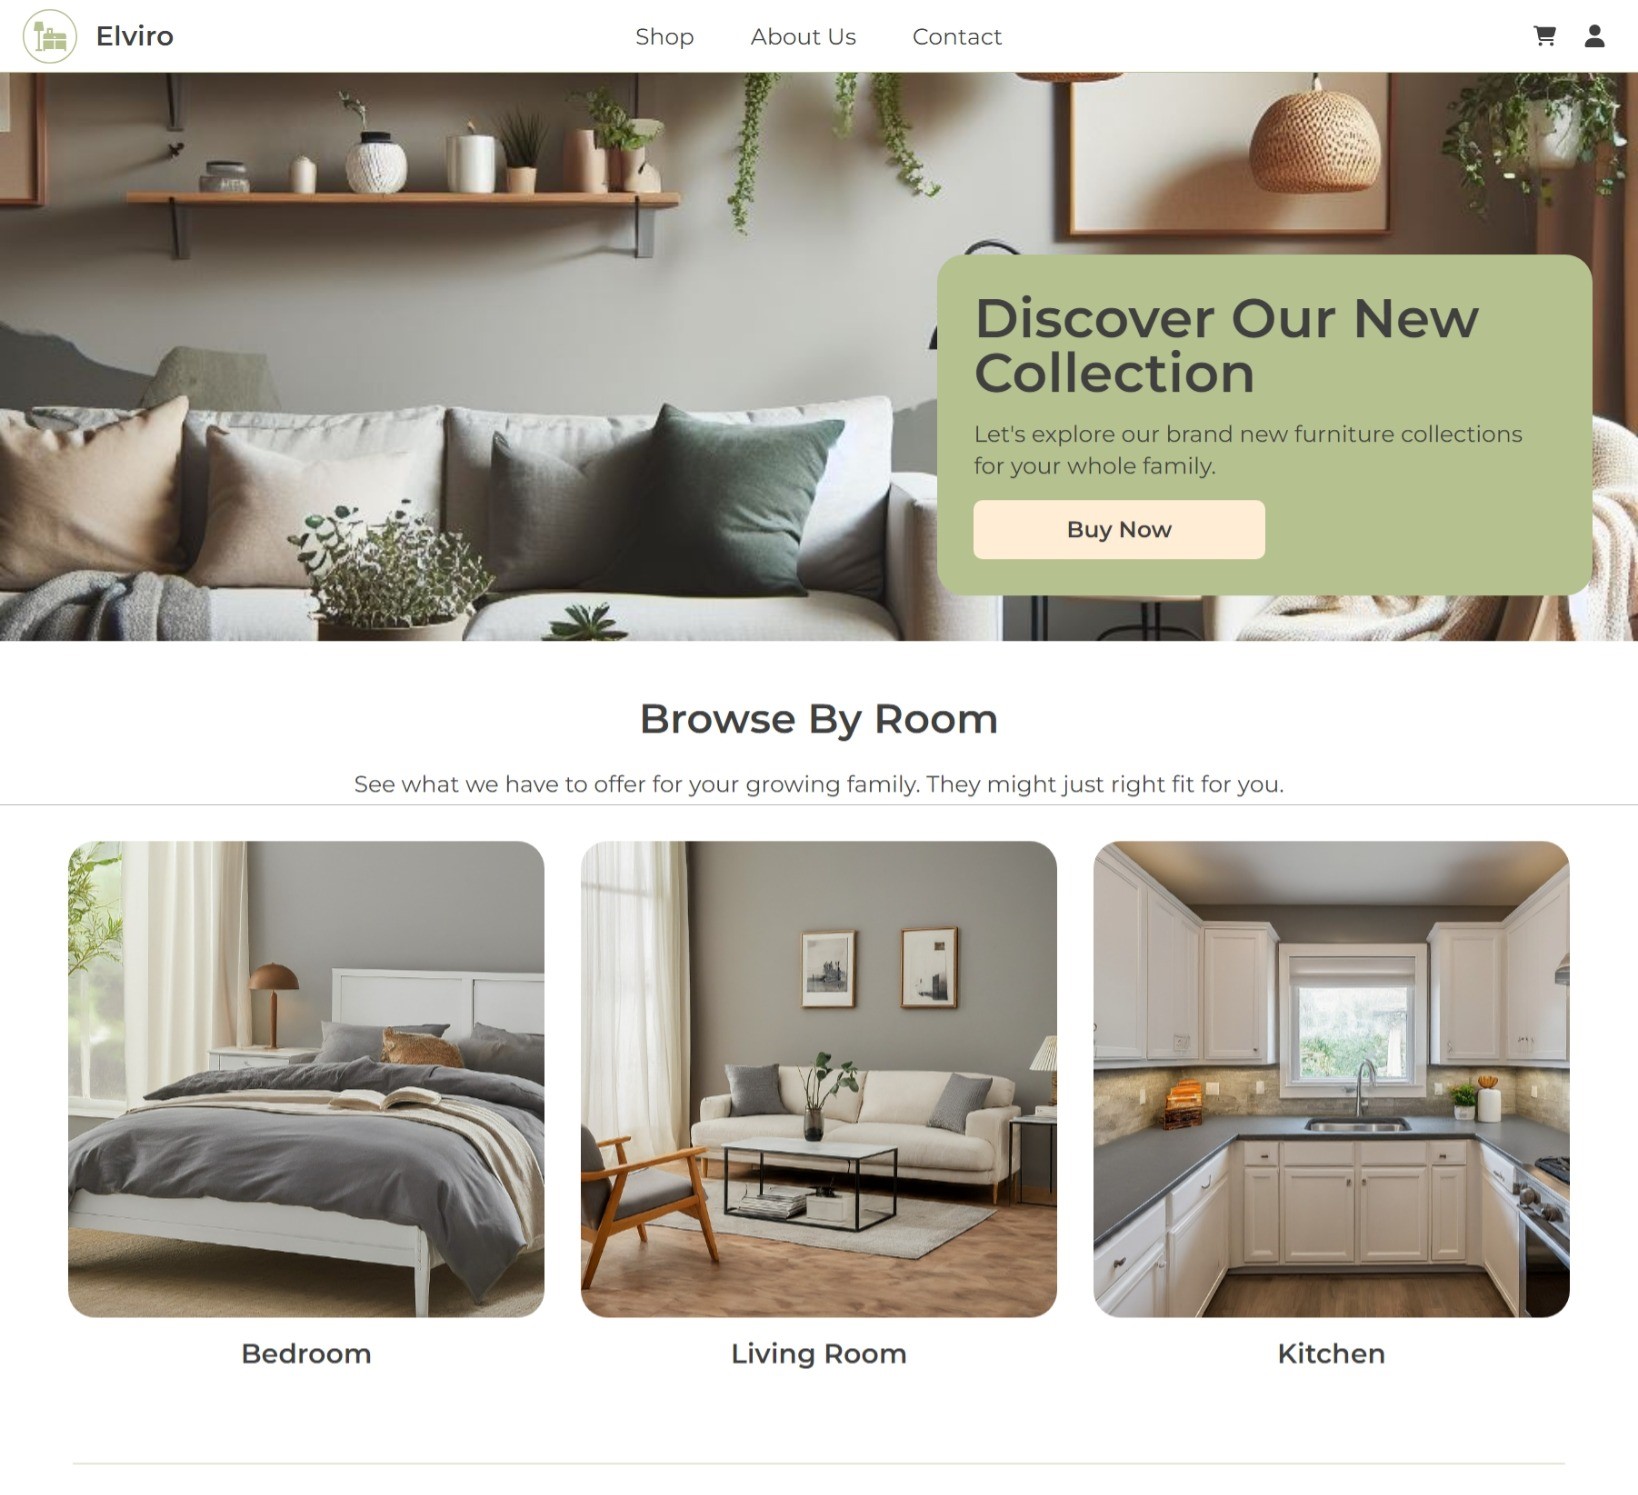 Elviro
Shop
About Us
Contact
Discover Our New
Collection
Let's explore our brand new furniture collections
for your whole family.
Buy Now
Browse By Room
See what we have to offer for your growing family. They might just right fit for you.
Bedroom
Living Room
Kitchen